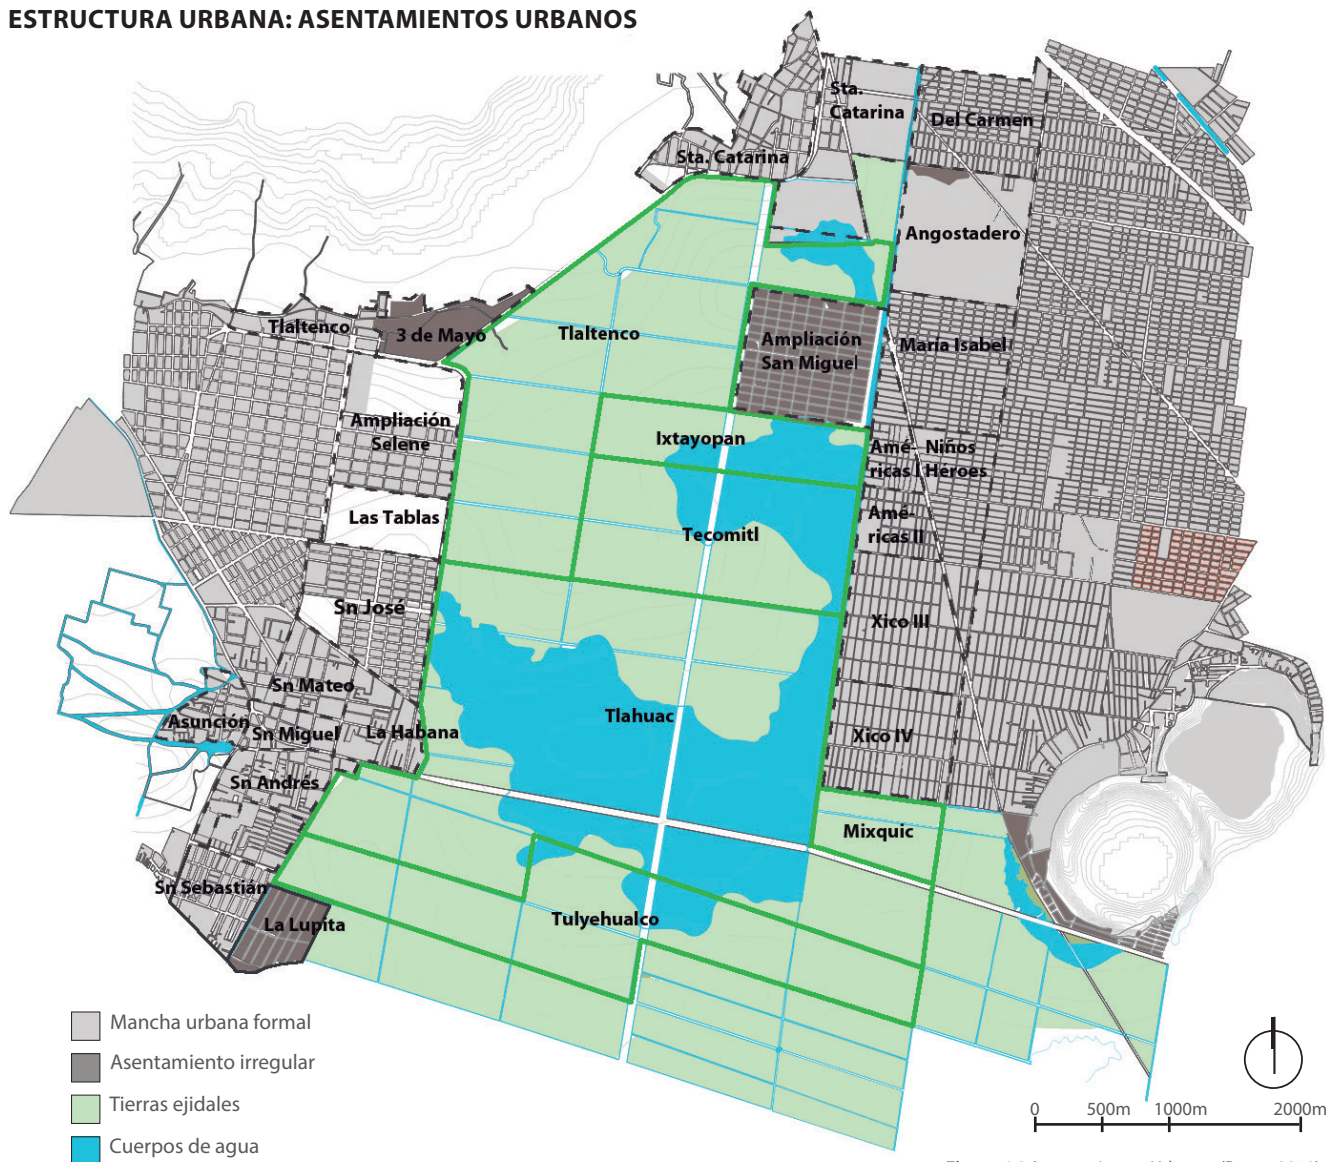 ESTRUCTURA URBANA: ASENTAMIENTOS URBANOS
Sta.
Catarina
Del Carmen
Sta. Catarina
Angostadero
Tlaltenco
3 de Mayo
Tlaltenco
Ampliación
San Miguel
Maria Isabel
Ampliación
Selene
Ixtayopan
Amé-
ricas I
Niños
Héroes
Las Tablas
Tecomitl
Amé-
ricas II
Sn José
Xico III
Sn Mateo
Asunción
Sn Miguel
La Habana
Tlahuac
Xico IV
Sn Andrés
Mixquic
Sn Sebastián
La Lupita
Tulyehualco
Mancha urbana formal
Asentamiento irregular
Tierras ejidales
Cuerpos de agua
0 500m 1000m 2000m